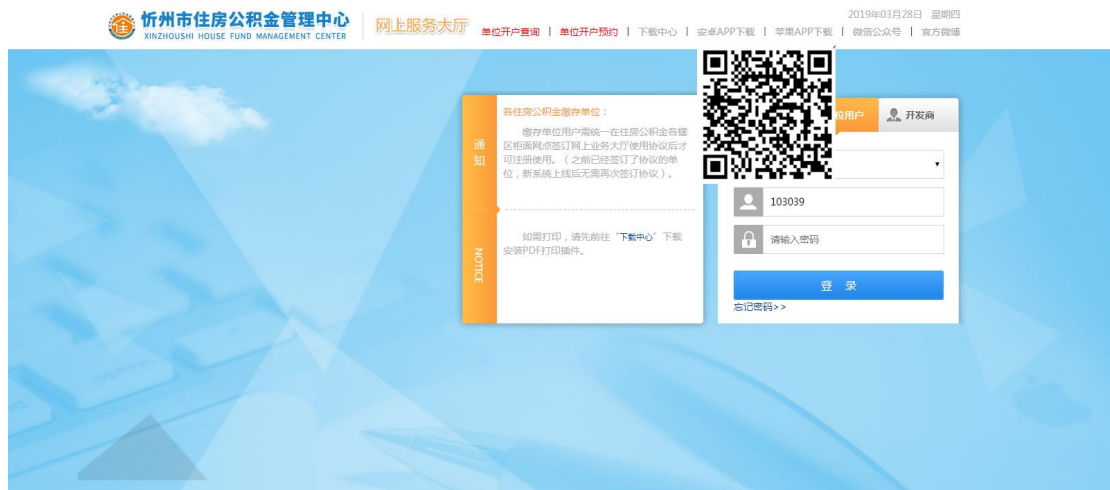 2019年03月28日 星期四
忻州市住房公积金管理中心
XINZHOUSHI HOUSE FUND MANAGEMENT CENTER
网上服务大厅
单位开户查询 | 单位开户预约 | 下载中心 | 安卓APP下载 | 苹果APP下载 | 微信公众号 | 官方微博
通知
NOTICE
各住房公积金缴存单位：
缴存单位用户需统一在住房公积金各辖
区柜面网点签订网上业务大厅使用协议后才
可注册使用。（之前已经签订了协议的单
位，新系统上线后无需再次签订协议）。
如需打印，请先前往“下载中心”下载
安装PDF打印插件。
位用户
开发商
103039
请输入密码
登 录
忘记密码>>
option